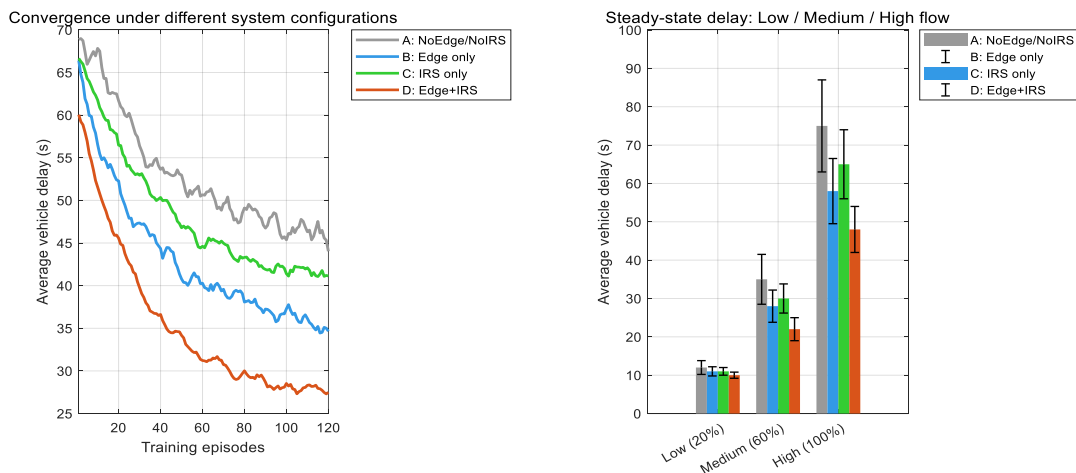 Convergence under different system configurations
70
65
60
55
50
45
40
35
30
25
20
40
60
80
100
120
Average vehicle delay (s)
Training episodes
A: NoEdge/NoIRS
B: Edge only
C: IRS only
D: Edge+IRS
Steady-state delay: Low / Medium / High flow
100
90
80
70
60
50
40
30
20
10
0
Average vehicle delay (s)
Low (20%)
Medium (60%)
High (100%)
A: NoEdge/NoIRS
B: Edge only
C: IRS only
D: Edge+IRS